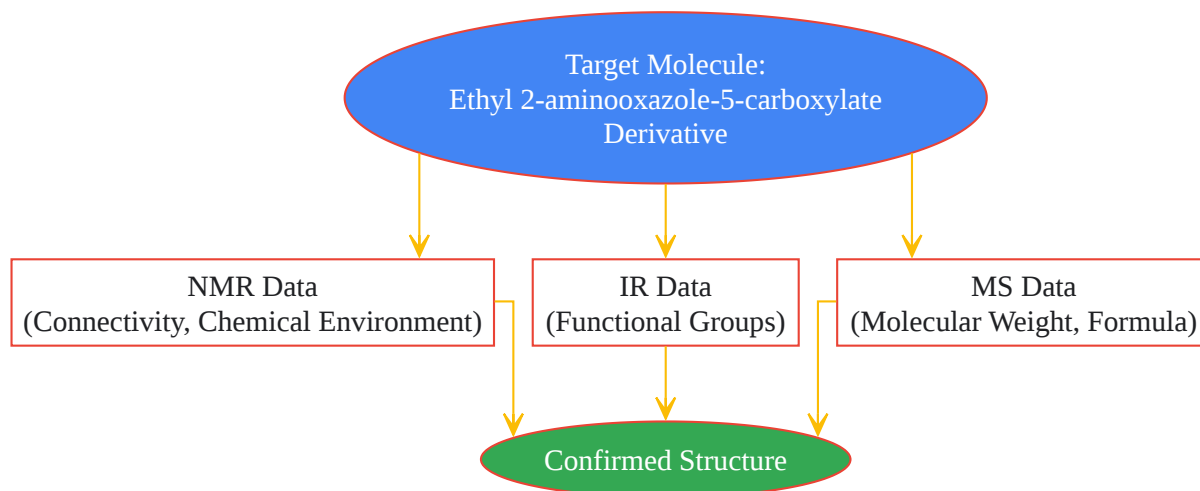 Target Molecule:
Ethyl 2-aminooxazole-5-carboxylate
Derivative
NMR Data
(Connectivity, Chemical Environment)
IR Data
(Functional Groups)
MS Data
(Molecular Weight, Formula)
Confirmed Structure